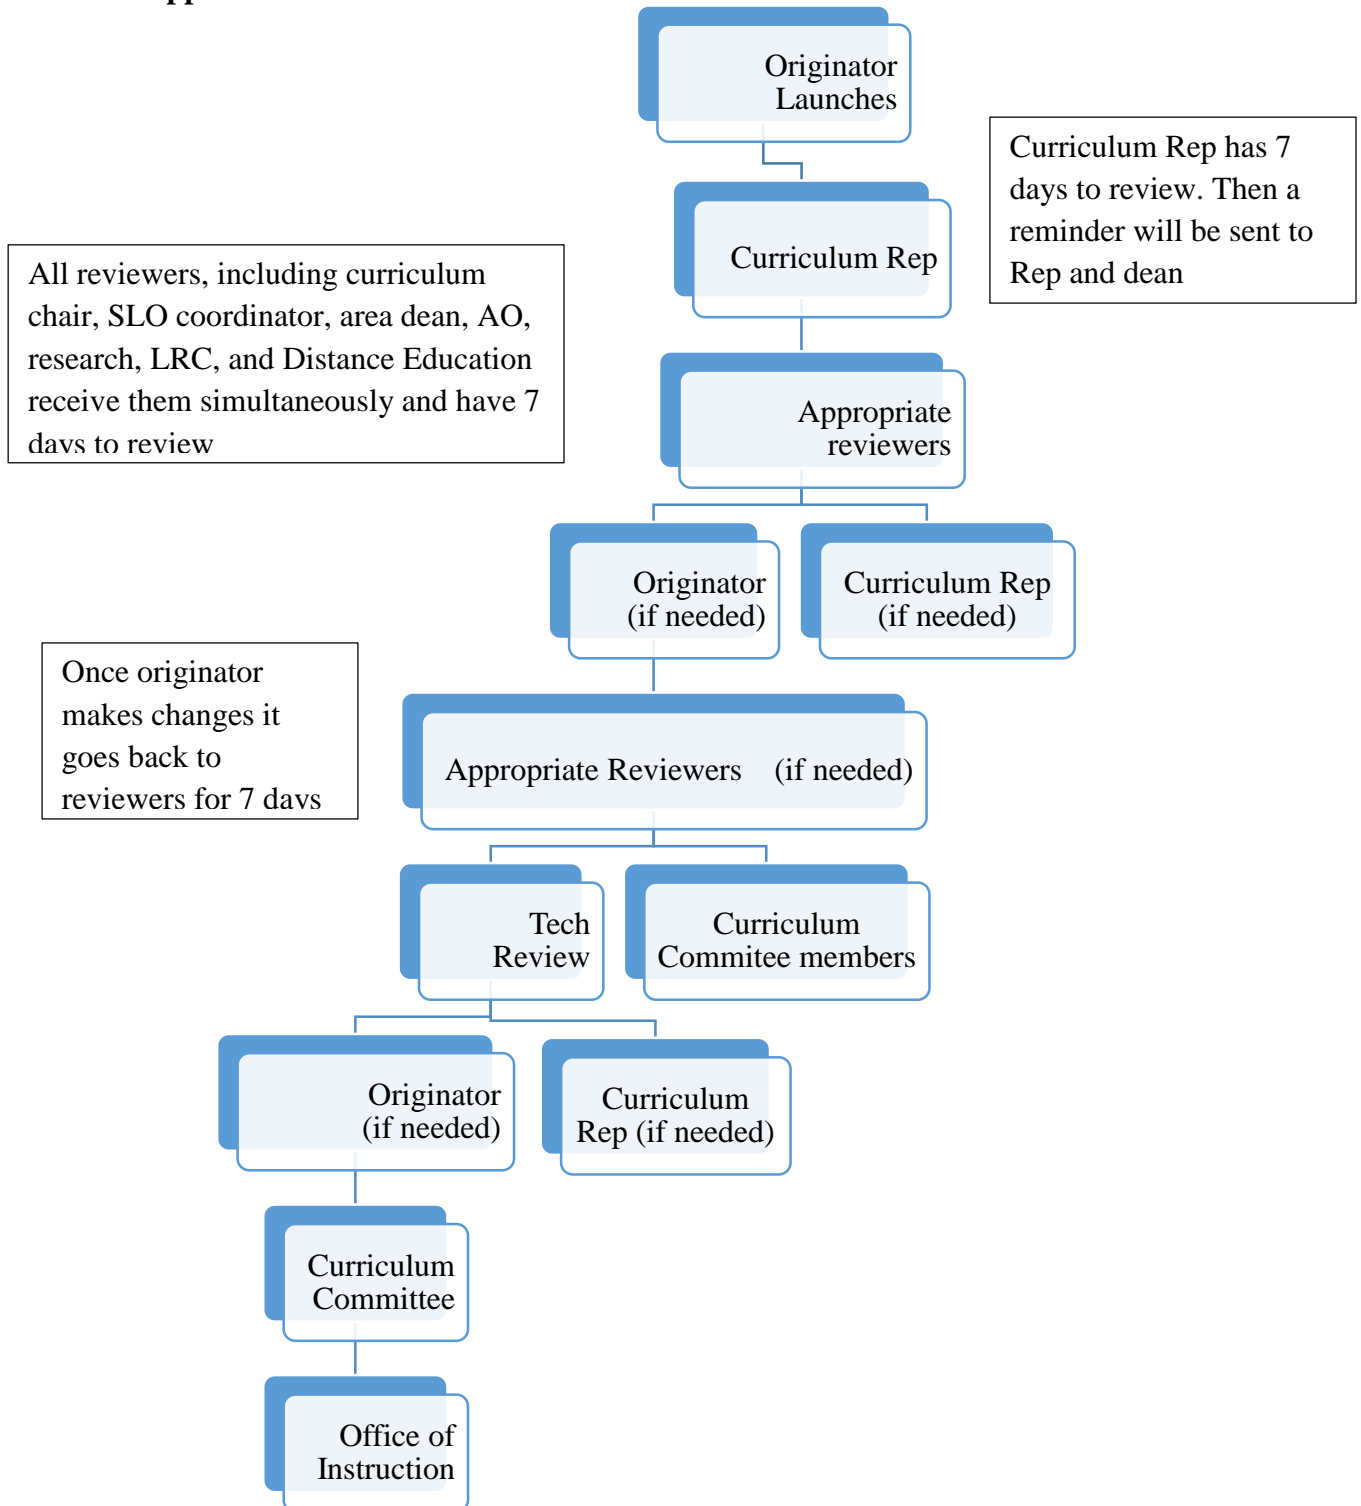 Originator
Launches
Curriculum Rep has 7
days to review. Then a
reminder will be sent to
Rep and dean
Curriculum Rep
All reviewers, including curriculum
chair, SLO coordinator, area dean, AO,
research, LRC, and Distance Education
receive them simultaneously and have 7
days to review
Appropriate
reviewers
Originator
(if needed)
Curriculum Rep
(if needed)
Once originator
makes changes it
goes back to
reviewers for 7 days
Appropriate Reviewers (if needed)
Tech
Review
Curriculum
Commitee members
Originator
(if needed)
Curriculum
Rep (if needed)
Curriculum
Committee
Office of
Instruction